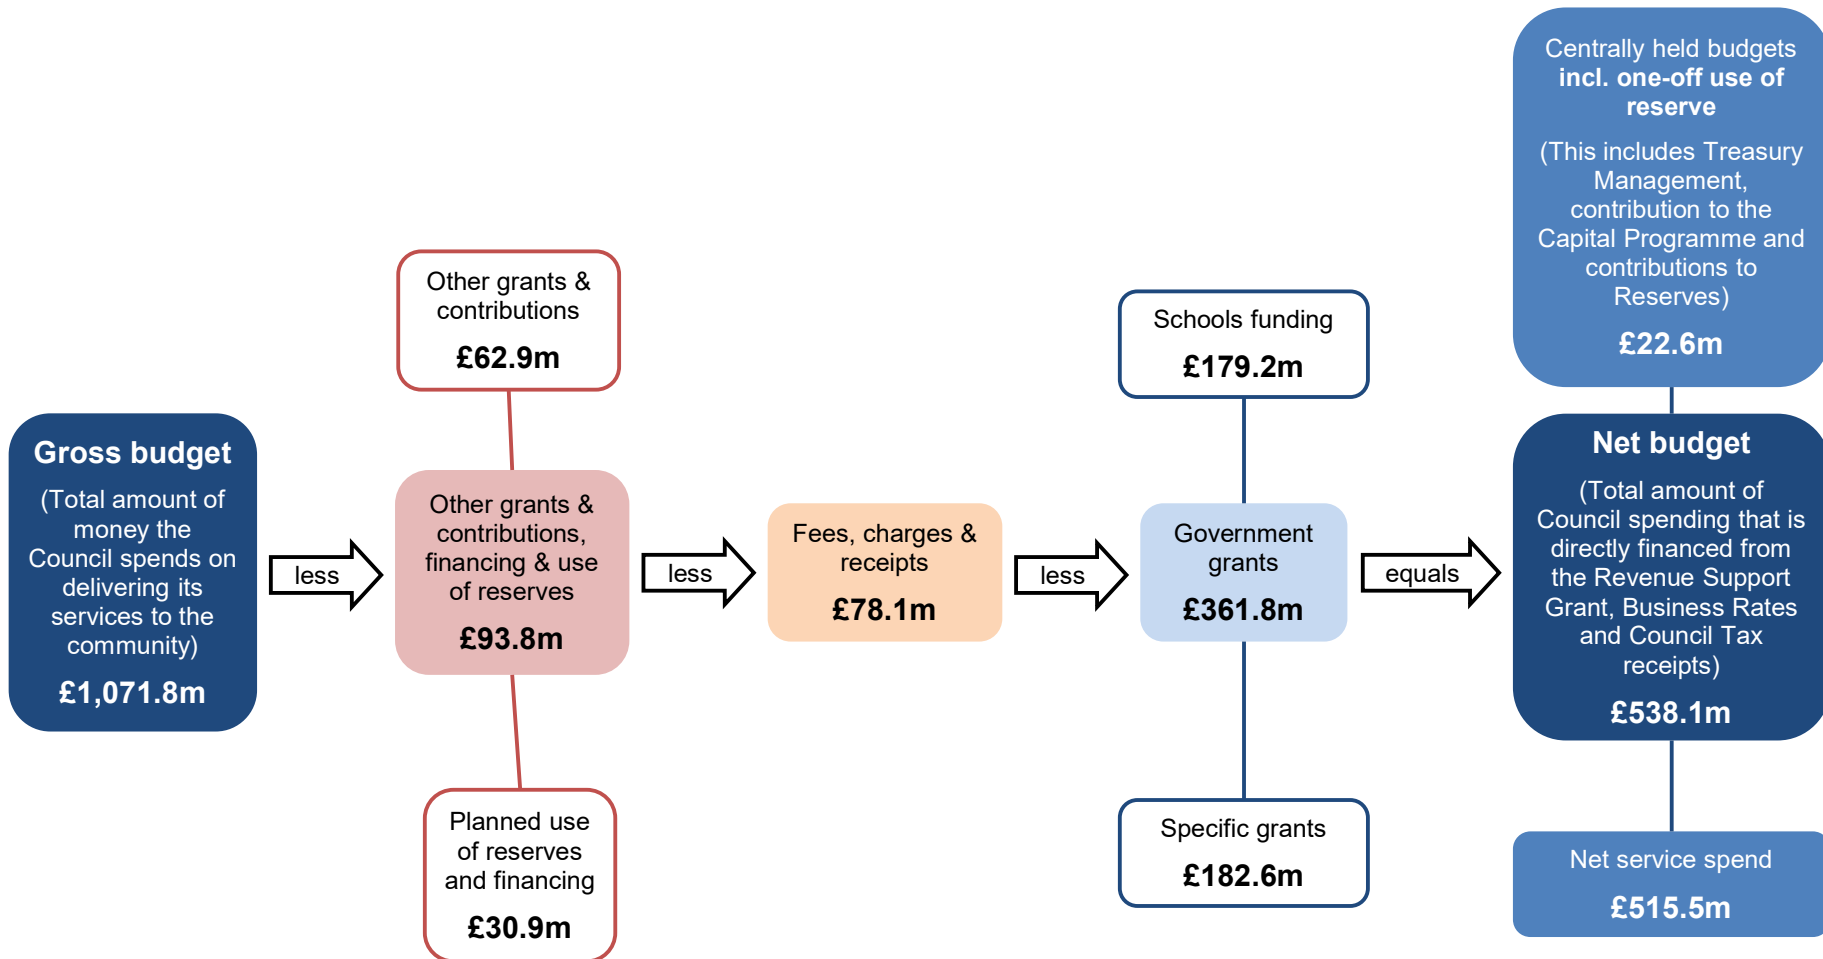 Gross budget
(Total amount of
money the
Council spends on
delivering its
services to the
community)
£1,071.8m
less
Other grants &
contributions
£62.9m
Other grants &
contributions,
financing & use
of reserves
£93.8m
Planned use
of reserves
and financing
£30.9m
less
Fees, charges &
receipts
£78.1m
less
Schools funding
£179.2m
Government
grants
£361.8m
Specific grants
£182.6m
equals
Centrally held budgets
incl. one-off use of
reserve
(This includes Treasury
Management,
contribution to the
Capital Programme and
contributions to
Reserves)
£22.6m
Net budget
(Total amount of
Council spending that is
directly financed from
the Revenue Support
Grant, Business Rates
and Council Tax
receipts)
£538.1m
Net service spend
£515.5m